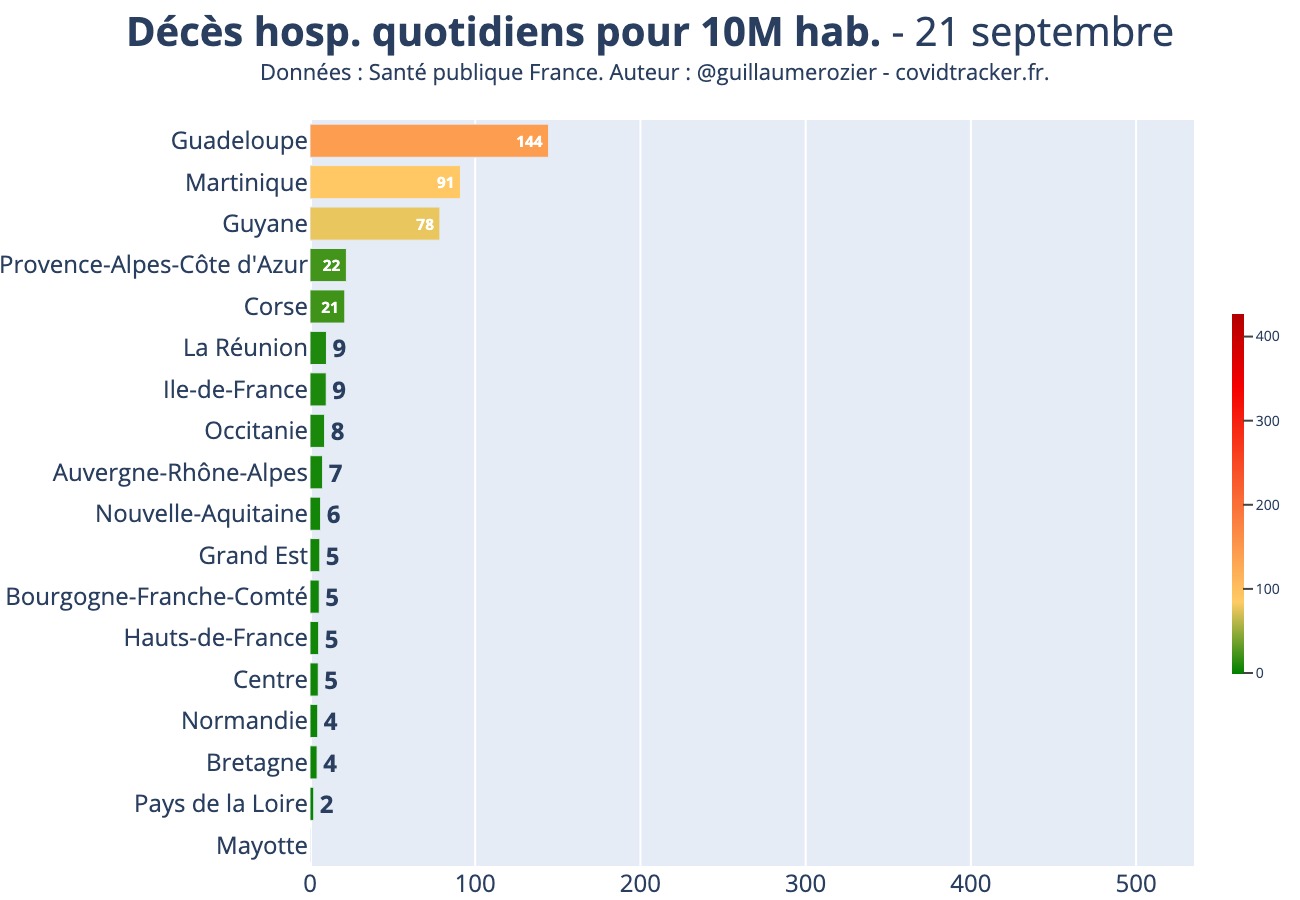 Décès hosp. quotidiens pour 10M hab. - 21 septembre
Données : Santé publique France. Auteur : @guillaumerozier - covidtracker.fr.
Guadeloupe 144
Martinique 91
Guyane 78
Provence-Alpes-Côte d'Azur 22
Corse 21
La Réunion 9
Ile-de-France 9
Occitanie 8
Auvergne-Rhône-Alpes 7
Nouvelle-Aquitaine 6
Grand Est 5
Bourgogne-Franche-Comté 5
Hauts-de-France 5
Centre 5
Normandie 4
Bretagne 4
Pays de la Loire 2
Mayotte
0 100 200 300 400 500
400
300
200
100
0